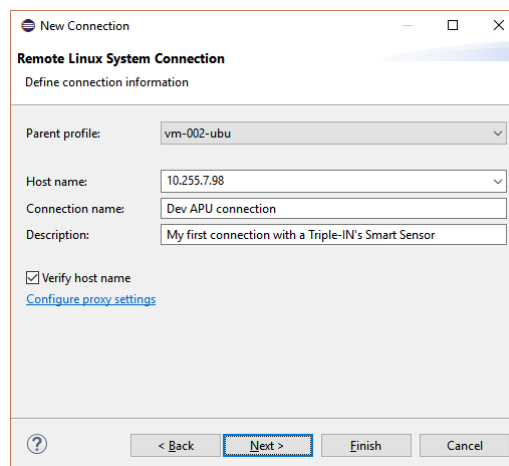 New Connection
Remote Linux System Connection
Define connection information
Parent profile: vm-002-ubu
Host name: 10.255.7.98
Connection name: Dev APU connection
Description: My first connection with a Triple-IN's Smart Sensor
Verify host name
Configure proxy settings
? < Back Next > Finish Cancel